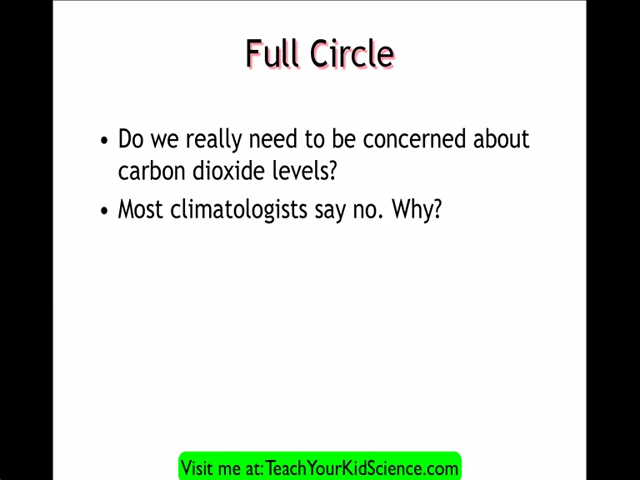 Full Circle
• Do we really need to be concerned about
carbon dioxide levels?
• Most climatologists say no. Why?
Visit me at: TeachYourKidScience.com